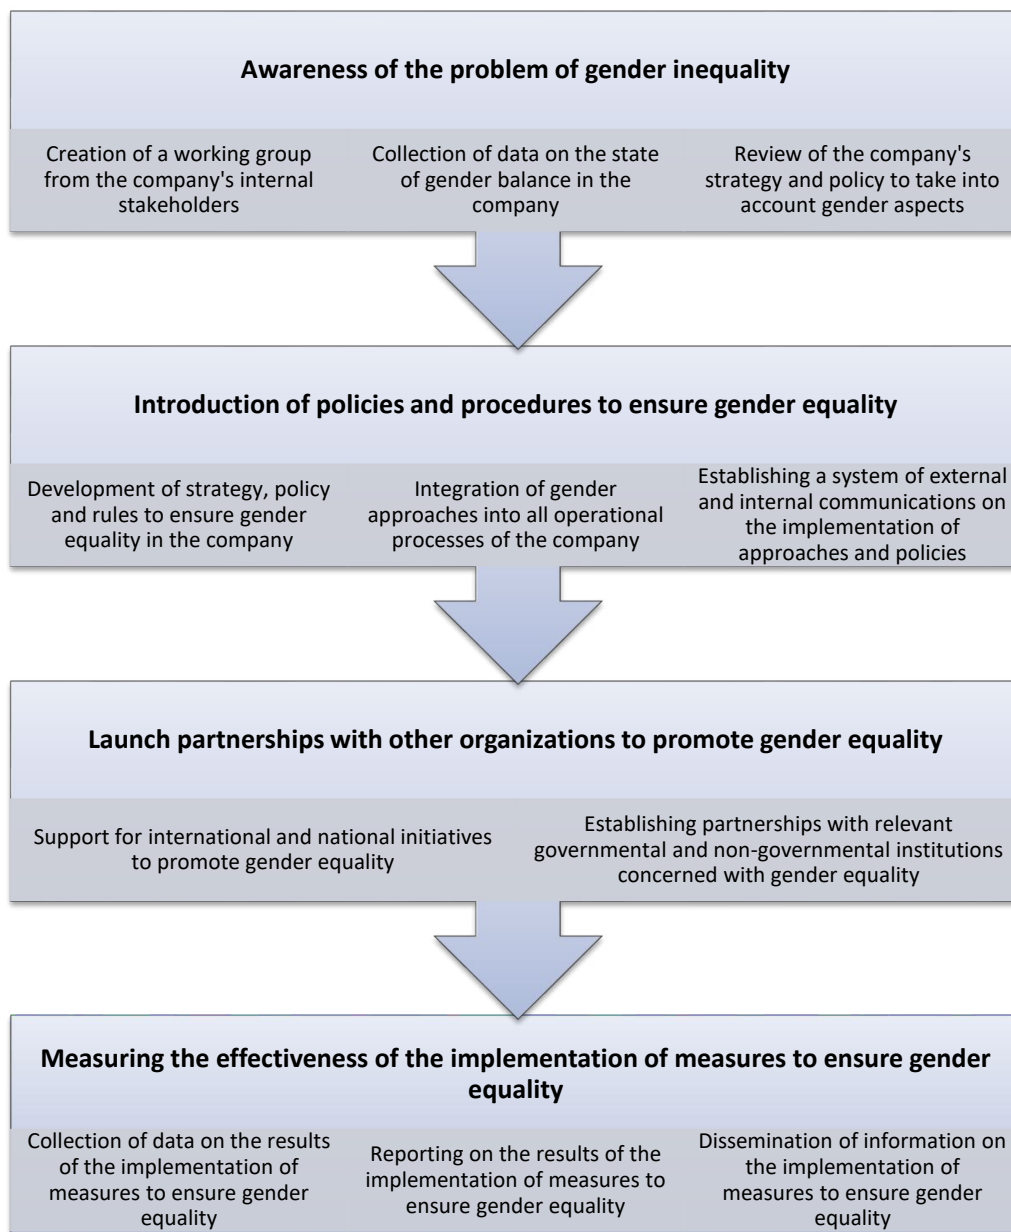 Awareness of the problem of gender inequality
Creation of a working group
from the company's internal
stakeholders
Collection of data on the state
of gender balance in the
company
Review of the company's
strategy and policy to take into
account gender aspects
Introduction of policies and procedures to ensure gender equality
Development of strategy, policy
and rules to ensure gender
equality in the company
Integration of gender
approaches into all operational
processes of the company
Establishing a system of external
and internal communications on
the implementation of
approaches and policies
Launch partnerships with other organizations to promote gender equality
Support for international and national initiatives
to promote gender equality
Establishing partnerships with relevant
governmental and non-governmental institutions
concerned with gender equality
Measuring the effectiveness of the implementation of measures to ensure gender
equality
Collection of data on the results
of the implementation of
measures to ensure gender
equality
Reporting on the results of the
implementation of measures to
ensure gender equality
Dissemination of information on
the implementation of
measures to ensure gender
equality